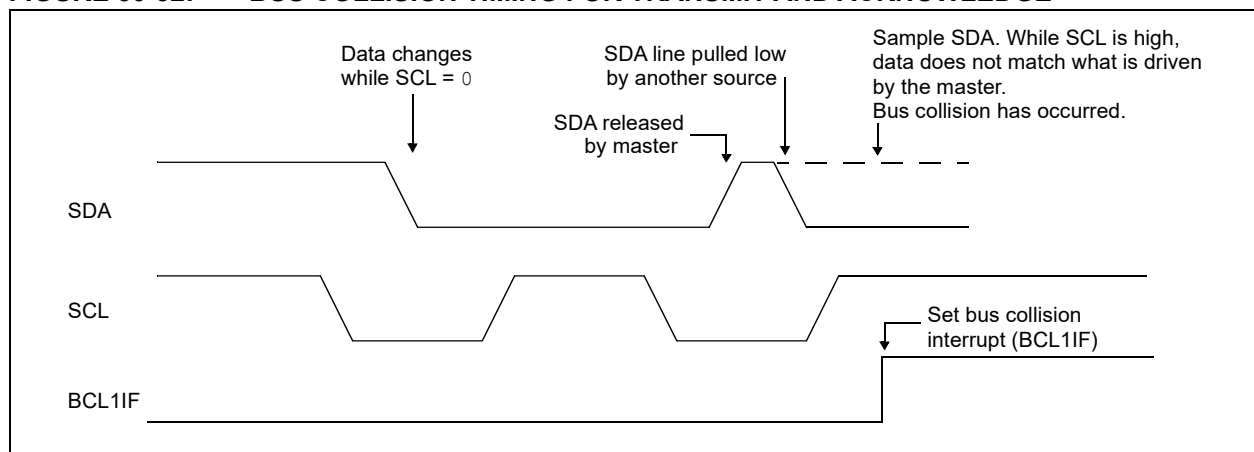 Data changes
while SCL = 0
SDA line pulled low
by another source
SDA released
by master
Sample SDA. While SCL is high,
data does not match what is driven
by the master.
Bus collision has occurred.
SDA
SCL
Set bus collision
interrupt (BCL1IF)
BCL1IF